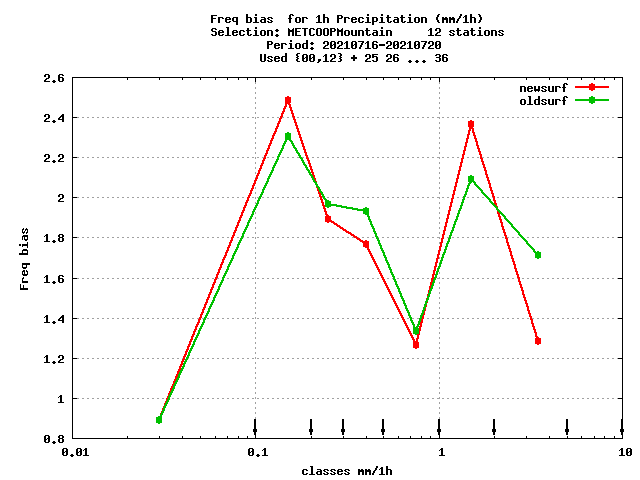 Freq bias  for 1h Precipitation (mm/1h)
Selection: METCOOPMountain     12 stations
Period: 20210716-20210720
Used {00,12} + 25 26 ... 36
newsurf
oldsurf
2.6
2.4
2.2
2
1.8
1.6
1.4
1.2
1
0.8
Freq bias
0.01
0.1
1
10
classes mm/1h